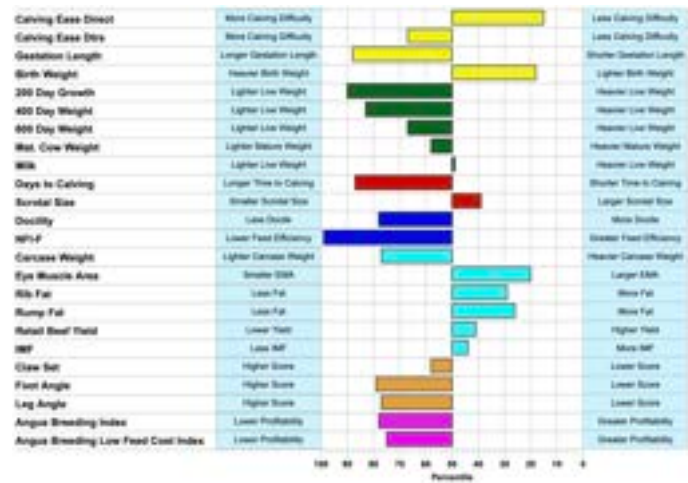 Calving Ease Direct More Calving Difficulty Less Calving Difficulty
Calving Ease Dtrs More Calving Difficulty Less Calving Difficulty
Gestation Length Longer Gestation Length Shorter Gestation Length
Birth Weight Heavier Birth Weight Lighter Birth Weight
200 Day Growth Lighter Live Weight Heavier Live Weight
400 Day Weight Lighter Live Weight Heavier Live Weight
600 Day Weight Lighter Live Weight Heavier Live Weight
Mat. Cow Weight Lighter Mature Weight Heavier Mature Weight
Milk Lighter Live Weight Heavier Live Weight
Days to Calving Longer Time to Calving Shorter Time to Calving
Scrotal Size Smaller Scrotal Size Larger Scrotal Size
Docility Less Docile More Docile
NFI-F Lower Feed Efficiency Greater Feed Efficiency
Carcase Weight Lighter Carcase Weight Heavier Carcase Weight
Eye Muscle Area Smaller EMA Larger EMA
Rib Fat Less Fat More Fat
Rump Fat Less Fat More Fat
Retail Beef Yield Lower Yield Higher Yield
IMF Less IMF More IMF
Claw Set Higher Score Lower Score
Foot Angle Higher Score Lower Score
Leg Angle Higher Score Lower Score
Angus Breeding Index Lower Profitability Greater Profitability
Angus Breeding Low Feed Cost Index Lower Profitability Greater Profitability
100 90 80 70 60 50 40 30 20 10 0
Percentile